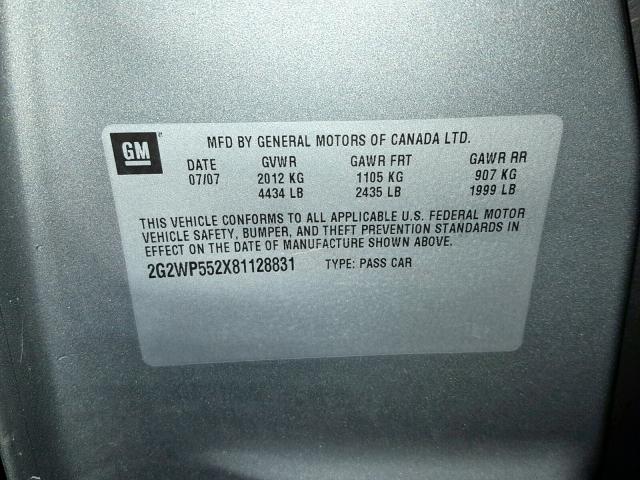 GM
MFD BY GENERAL MOTORS OF CANADA LTD.
DATE GVWR GAWR FRT GAWR RR
07/07 2012 KG 1105 KG 907 KG
4434 LB 2435 LB 1999 LB
THIS VEHICLE CONFORMS TO ALL APPLICABLE U.S. FEDERAL MOTOR
VEHICLE SAFETY, BUMPER, AND THEFT PREVENTION STANDARDS IN
EFFECT ON THE DATE OF MANUFACTURE SHOWN ABOVE.
2G2WP552X81128831 TYPE: PASS CAR